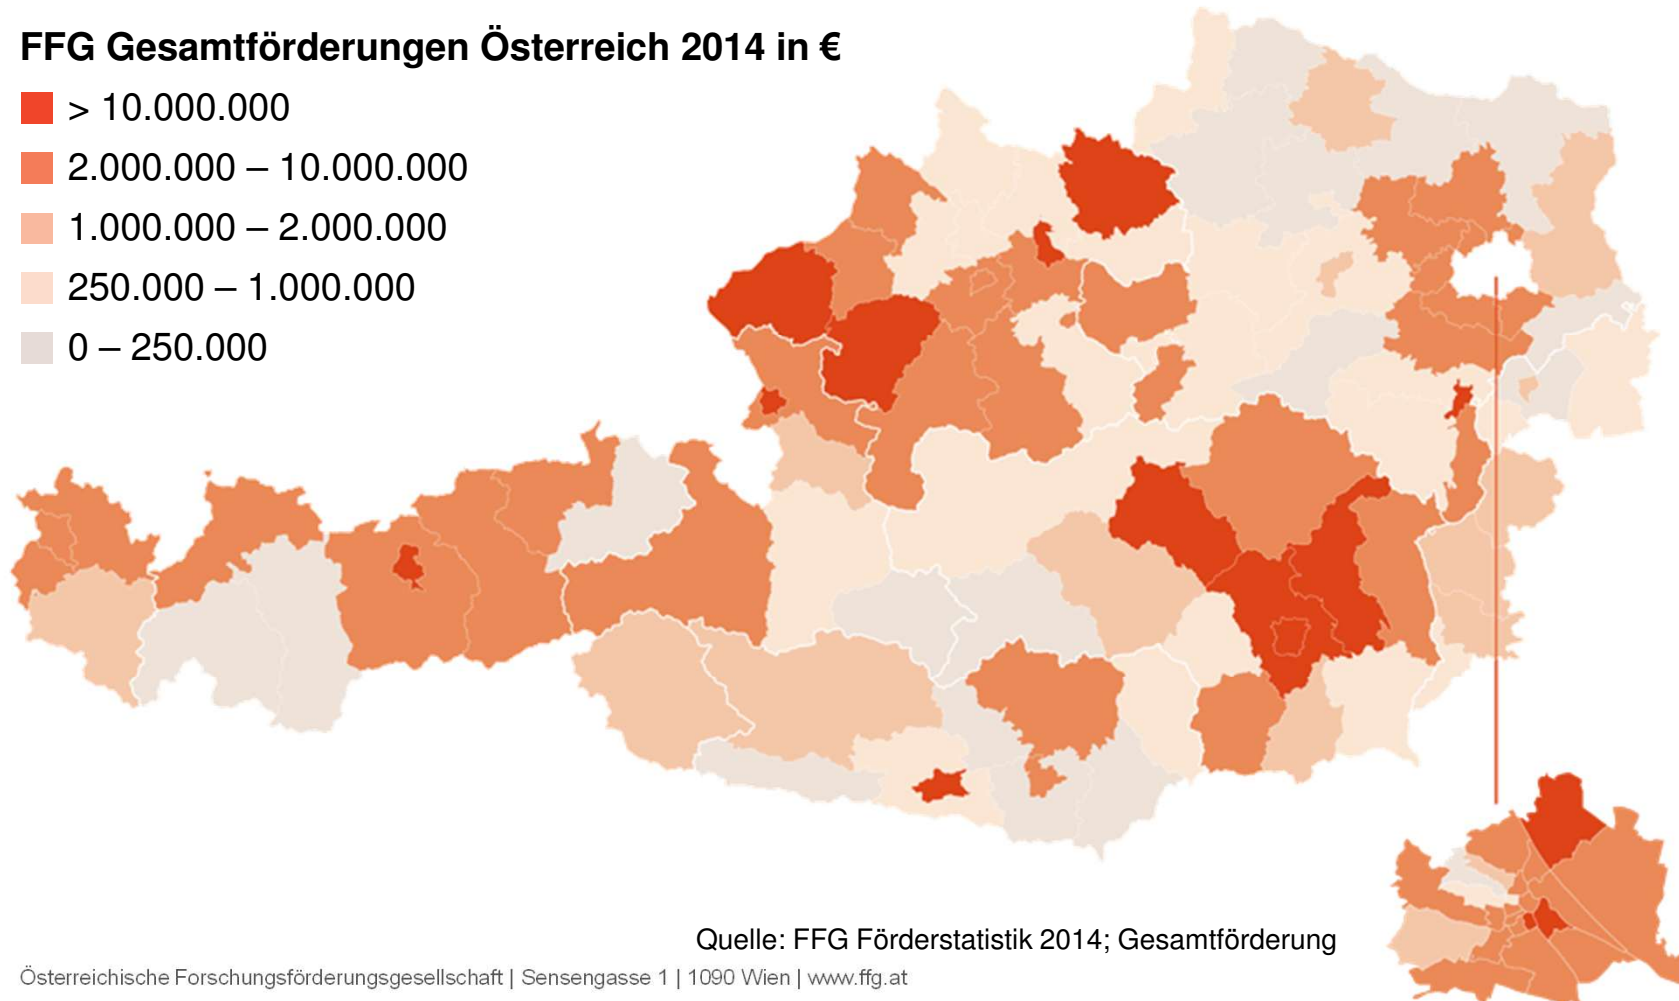 FFG Gesamtförderungen Österreich 2014 in €
> 10.000.000
2.000.000 – 10.000.000
1.000.000 – 2.000.000
250.000 – 1.000.000
0 – 250.000
Quelle: FFG Förderstatistik 2014; Gesamtförderung
Österreichische Forschungsförderungsgesellschaft | Sensengasse 1 | 1090 Wien | www.ffg.at